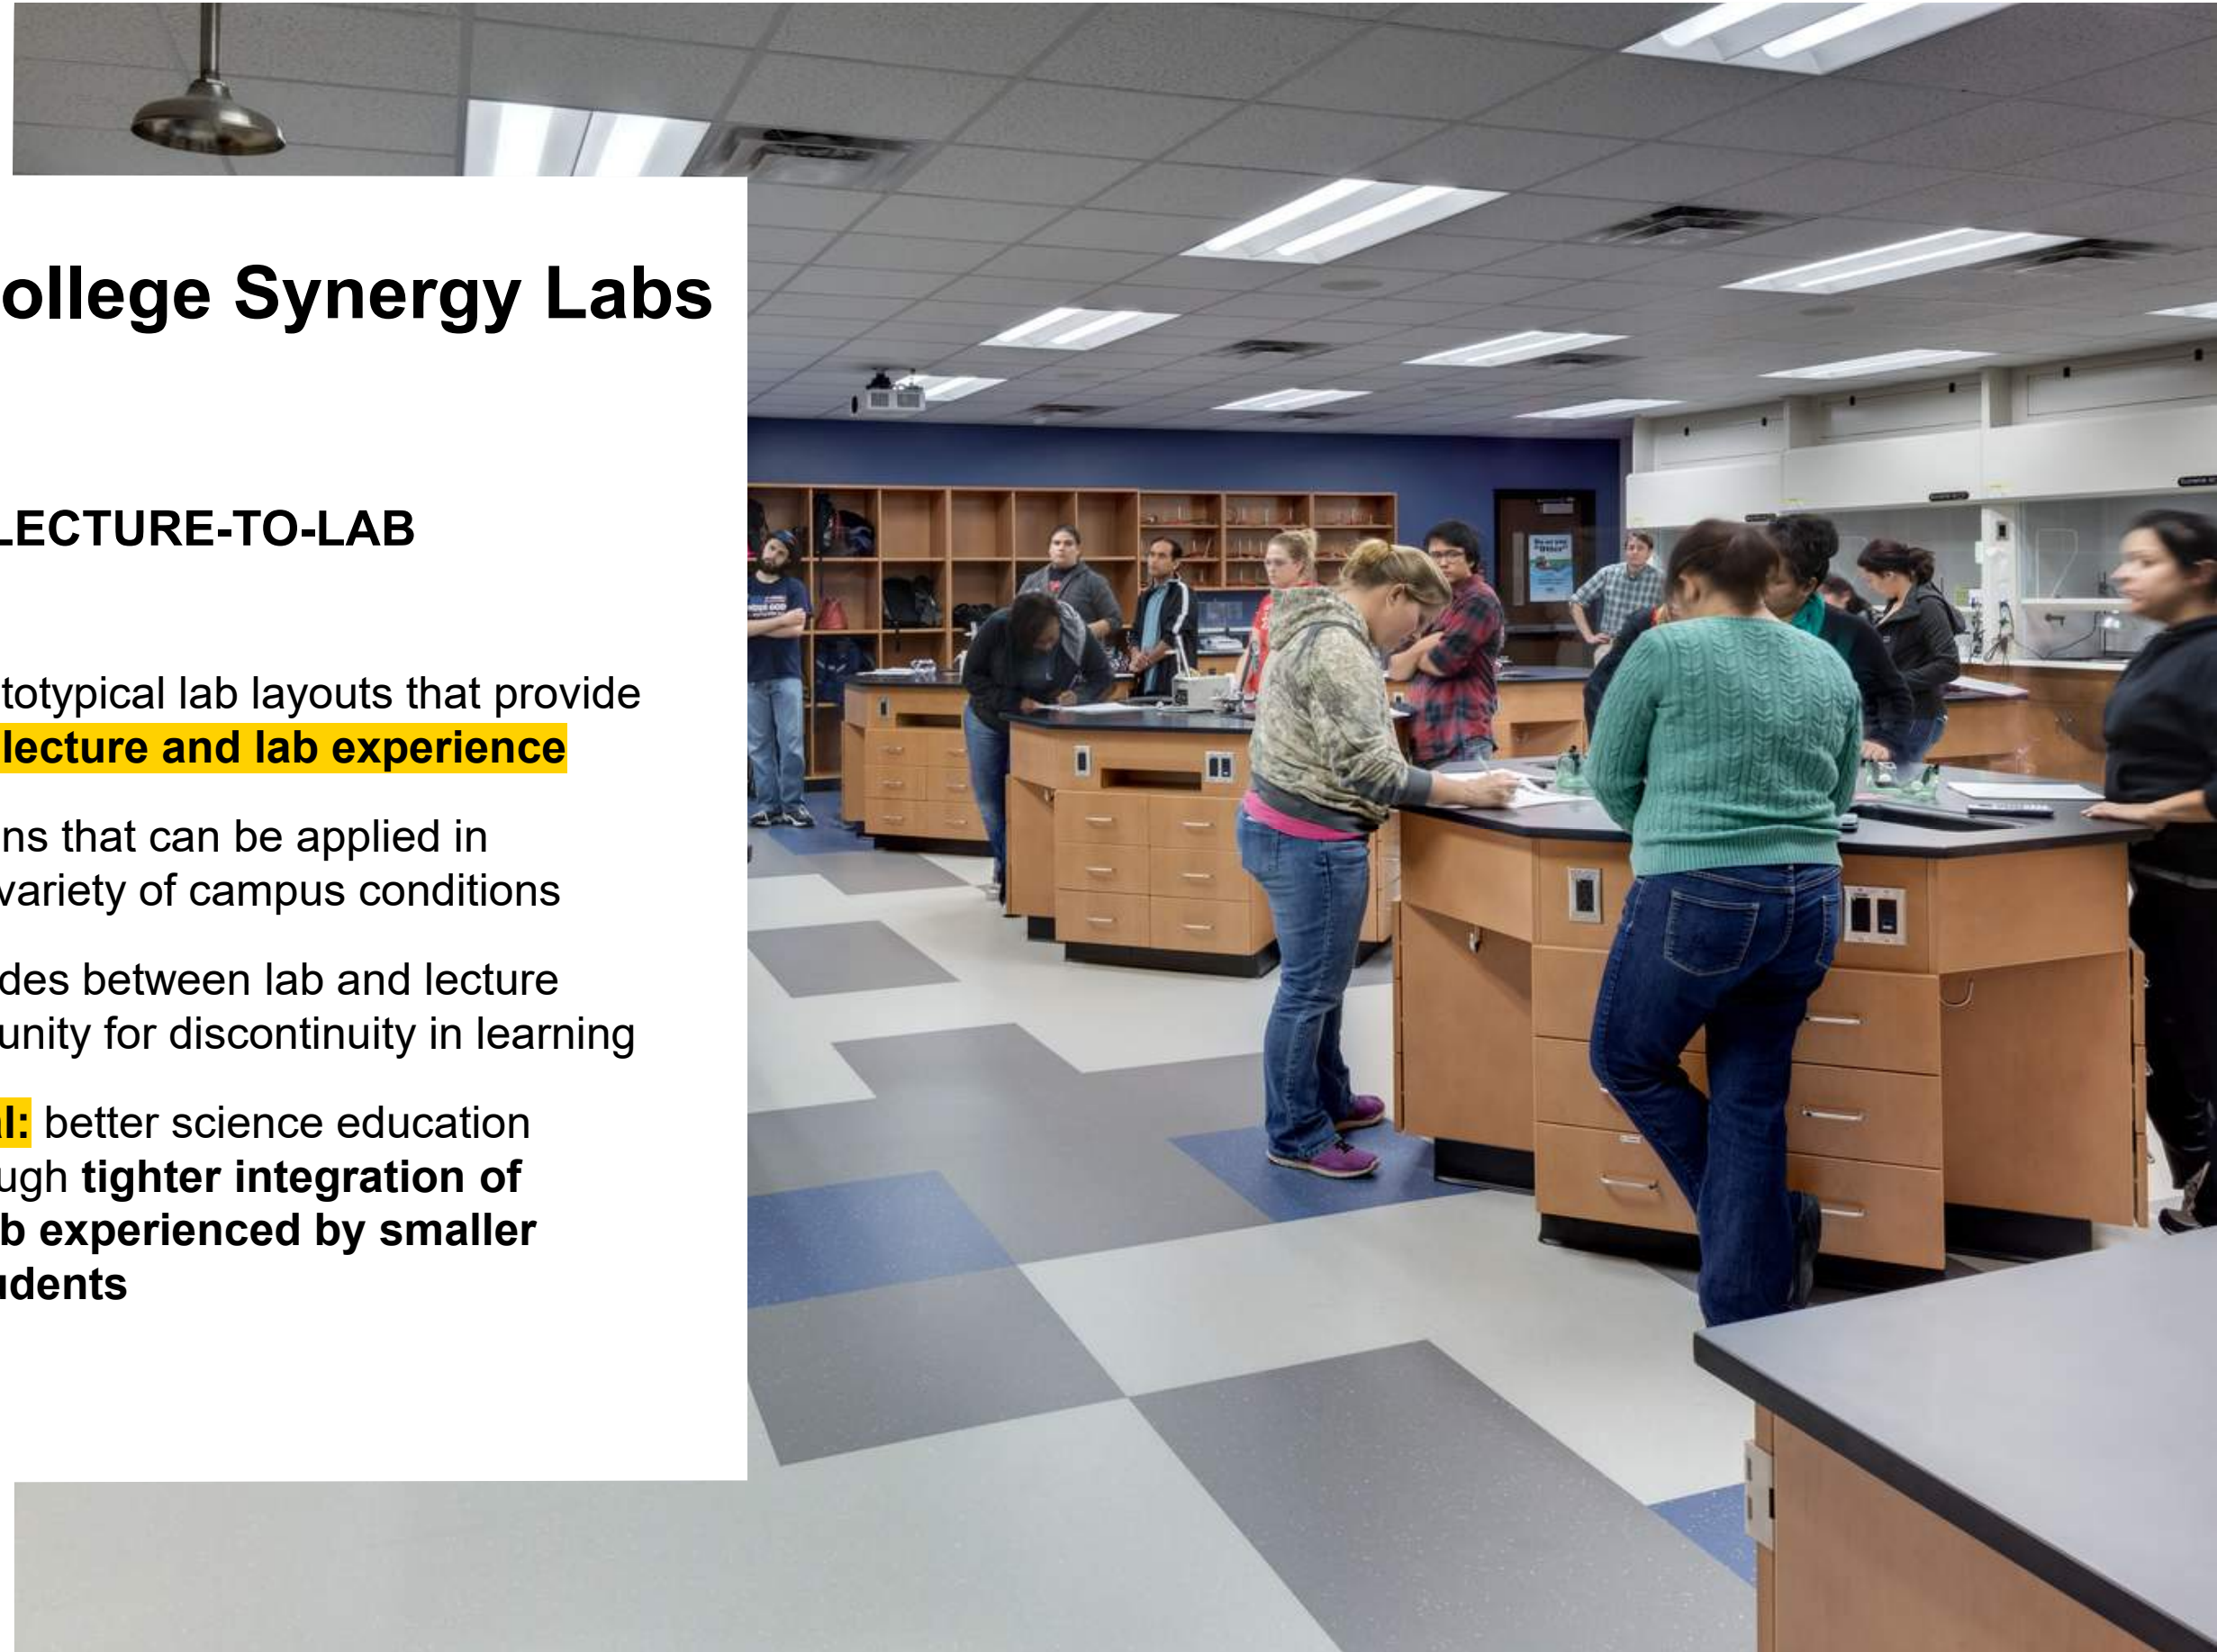 ollege Synergy Labs
LECTURE-TO-LAB
totypical lab layouts that provide
lecture and lab experience
ns that can be applied in
variety of campus conditions
des between lab and lecture
unity for discontinuity in learning
al: better science education
ugh tighter integration of
b experienced by smaller
udents